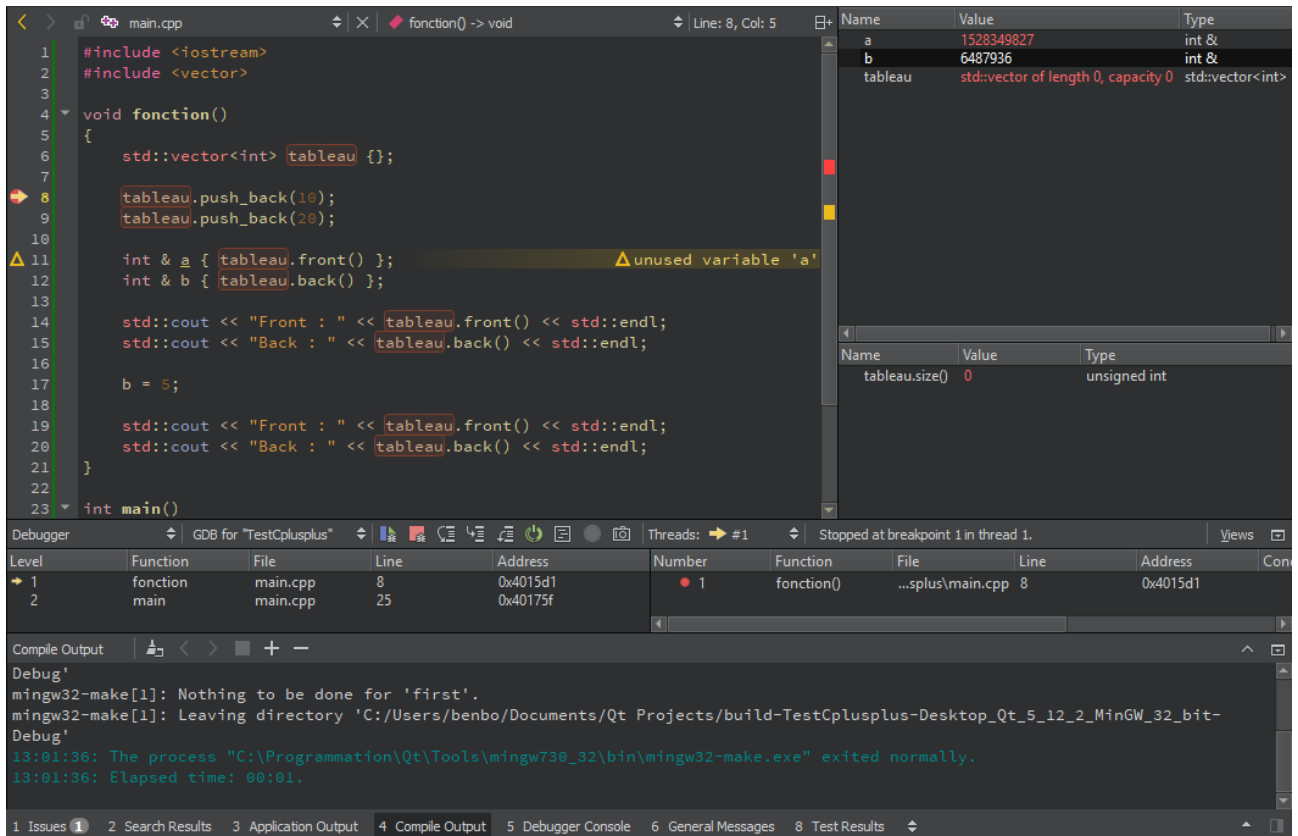 main.cpp fonction() -> void Line: 8, Col: 5
1 #include <iostream>
2 #include <vector>
3
4 void fonction()
5 {
6 std::vector<int> tableau {};
7
8 tableau.push_back(10);
9 tableau.push_back(20);
10
11 int & a { tableau.front() }; unused variable 'a'
12 int & b { tableau.back() };
13
14 std::cout << "Front : " << tableau.front() << std::endl;
15 std::cout << "Back : " << tableau.back() << std::endl;
16
17 b = 5;
18
19 std::cout << "Front : " << tableau.front() << std::endl;
20 std::cout << "Back : " << tableau.back() << std::endl;
21 }
22
23 int main()
Name Value Type
a 1528349827 int &
b 6487936 int &
tableau std::vector of length 0, capacity 0 std::vector<int>
Name Value Type
tableau.size() 0 unsigned int
Debugger GDB for "TestCplusplus" Threads: #1 Stopped at breakpoint 1 in thread 1. Views
Level Function File Line Address
1 fonction main.cpp 8 0x4015d1
2 main main.cpp 25 0x40175f
Number Function File Line Address Con
1 fonction() ...splus\main.cpp 8 0x4015d1
Compile Output
Debug'
mingw32-make[1]: Nothing to be done for 'first'.
mingw32-make[1]: Leaving directory 'C:/Users/benbo/Documents/Qt Projects/build-TestCplusplus-Desktop_Qt_5_12_2_MinGW_32_bit-
Debug'
13:01:36: The process "C:\Programmation\Qt\Tools\mingw730_32\bin\mingw32-make.exe" exited normally.
13:01:36: Elapsed time: 00:01.
1 Issues 1 2 Search Results 3 Application Output 4 Compile Output 5 Debugger Console 6 General Messages 8 Test Results